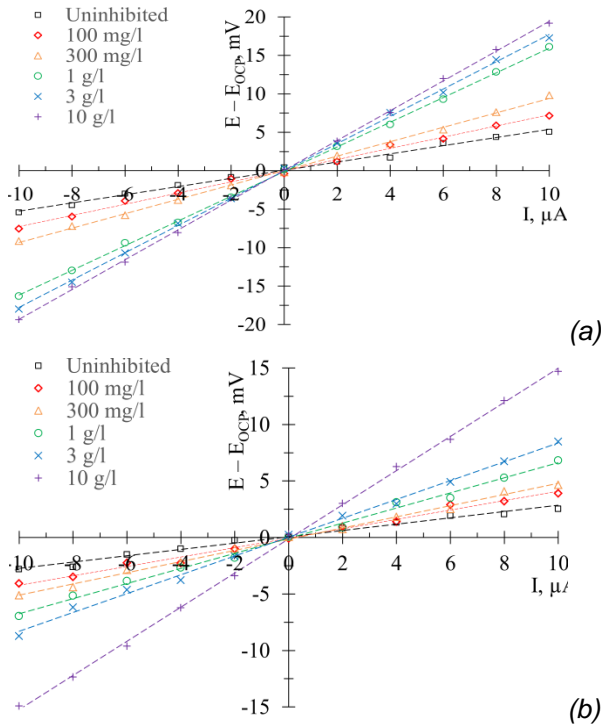 Uninhibited
100 mg/l
300 mg/l
1 g/l
3 g/l
10 g/l
E – E_OCP, mV
20
15
10
5
0
-5
-10
-15
-20
-10 -8 -6 -4 -2 0 2 4 6 8 10
I, µA
(a)
Uninhibited
100 mg/l
300 mg/l
1 g/l
3 g/l
10 g/l
E – E_OCP, mV
15
10
5
0
-5
-10
-15
-10 -8 -6 -4 -2 0 2 4 6 8 10
I, µA
(b)